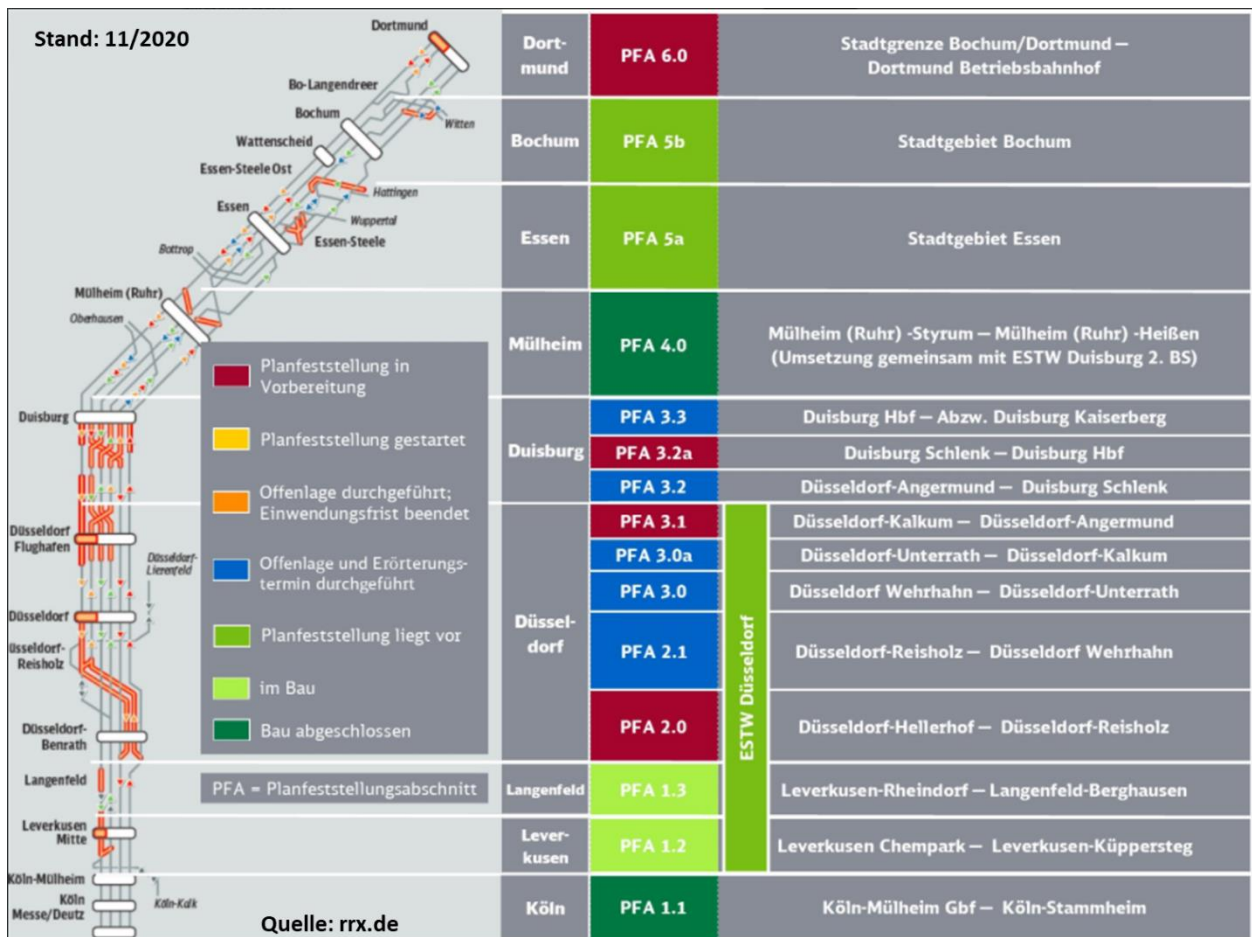 Stand: 11/2020
Dortmund
Bo-Langendreer
Bochum
Witten
Wattenscheid
Essen-Steele Ost
Hattingen
Essen
Wuppertal
Essen-Steele
Bottrop
Mülheim (Ruhr)
Oberhausen
Duisburg
Düsseldorf
Flughafen
Düsseldorf-
Lierenfeld
Düsseldorf
üsseldorf-
Reisholz
Düsseldorf-
Benrath
Langenfeld
Leverkusen
Mitte
Köln-Mülheim
Köln
Messe/Deutz
Köln-Kalk
Quelle: rrx.de
Planfeststellung in
Vorbereitung
Planfeststellung gestartet
Offenlage durchgeführt;
Einwendungsfrist beendet
Offenlage und Erörterungs-
termin durchgeführt
Planfeststellung liegt vor
im Bau
Bau abgeschlossen
PFA = Planfeststellungsabschnitt
Dort-
mund
PFA 6.0
Stadtgrenze Bochum/Dortmund —
Dortmund Betriebsbahnhof
Bochum
PFA 5b
Stadtgebiet Bochum
Essen
PFA 5a
Stadtgebiet Essen
Mülheim
PFA 4.0
Mülheim (Ruhr) -Styrum — Mülheim (Ruhr) -Heißen
(Umsetzung gemeinsam mit ESTW Duisburg 2. BS)
Duisburg
PFA 3.3
Duisburg Hbf — Abzw. Duisburg Kaiserberg
PFA 3.2a
Duisburg Schlenk — Duisburg Hbf
PFA 3.2
Düsseldorf-Angermund — Duisburg Schlenk
Düssel-
dorf
PFA 3.1
Düsseldorf-Kalkum — Düsseldorf-Angermund
PFA 3.0a
Düsseldorf-Unterrath — Düsseldorf-Kalkum
PFA 3.0
Düsseldorf Wehrhahn — Düsseldorf-Unterrath
PFA 2.1
Düsseldorf-Reisholz — Düsseldorf Wehrhahn
PFA 2.0
Düsseldorf-Hellerhof — Düsseldorf-Reisholz
ESTW Düsseldorf
Langenfeld
PFA 1.3
Leverkusen-Rheindorf — Langenfeld-Berghausen
Lever-
kusen
PFA 1.2
Leverkusen Chempark — Leverkusen-Küppersteg
Köln
PFA 1.1
Köln-Mülheim Gbf — Köln-Stammheim